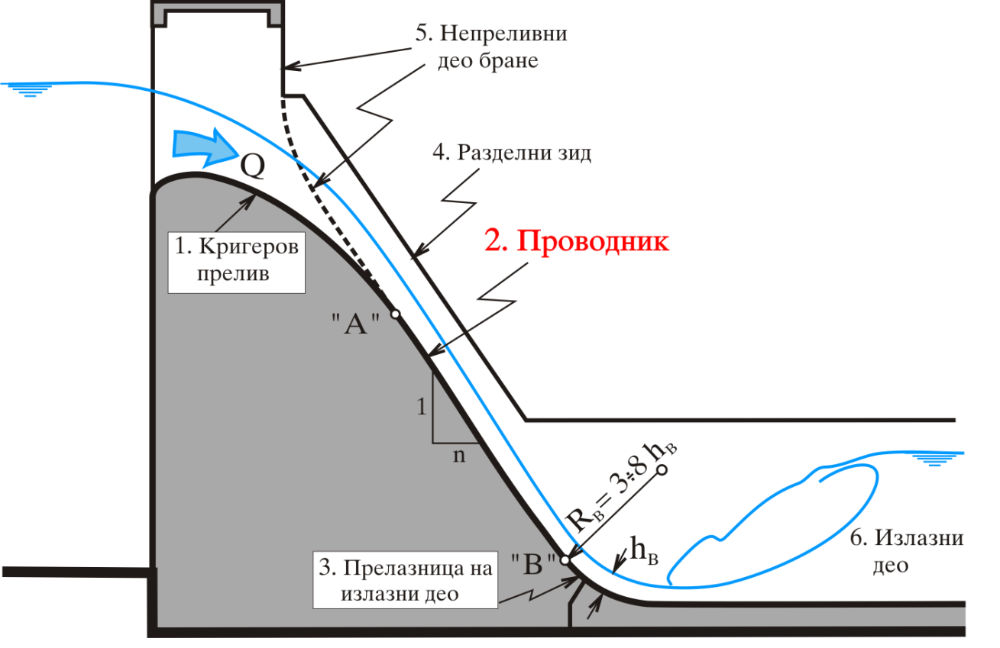 5. Непреливни
део бране
4. Разделни зид
Q
2. Проводник
1. Кригеров
прелив
"A"
1
n
R_B = 3÷8 h_B
6. Излазни
део
h_B
"B"
3. Прелазница на
излазни део